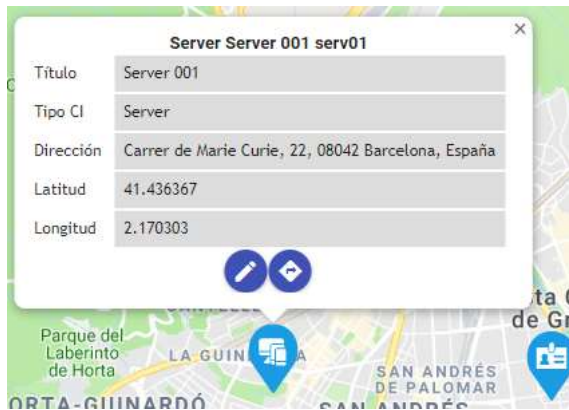 Server Server 001 serv01
×
Título Server 001
Tipo CI Server
Dirección Carrer de Marie Curie, 22, 08042 Barcelona, España
Latitud 41.436367
Longitud 2.170303
ta
de Gr
Parque del
Laberinto
de Horta
LA GUIN A
SAN ANDRÉS
DE PALOMAR
ORTA-GUINARDÓ
SAN ANDRÉS